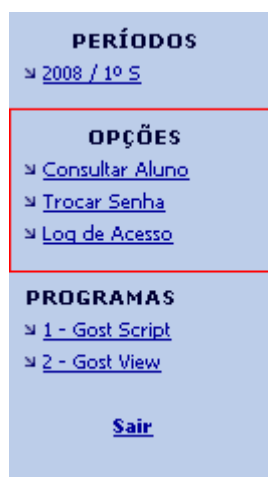 PERÍODOS
2008 / 1º S
OPÇÕES
Consultar Aluno
Trocar Senha
Log de Acesso
PROGRAMAS
1 - Gost Script
2 - Gost View
Sair